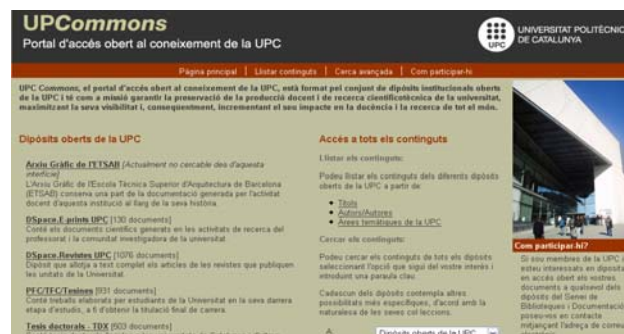 UPCommons
Portal d'accés obert al coneixement de la UPC
UPC
UNIVERSITAT POLITÈCNIC
DE CATALUNYA
Pàgina principal | Llistar continguts | Cerca avançada | Com participar-hi
UPC Commons, el portal d'accés obert al coneixement de la UPC, està format pel conjunt de dipòsits institucionals oberts
de la UPC i té com a missió garantir la preservació de la producció docent i de recerca cientificotècnica de la universitat,
maximitzant la seva visibilitat i, consegüentment, incrementant el seu impacte en la docència i la recerca de tot el món.
Dipòsits oberts de la UPC
Arxiu Gràfic de l'ETSAB [Actualment no cercable des d'aquesta
interfície]
L'Arxiu Gràfic de l'Escola Tècnica Superior d'Arquitectura de Barcelona
(ETSAB) conserva una part de la documentació generada per l'activitat
docent d'aquesta institució al llarg de la seva història.
DSpace.E-prints UPC [130 documents]
Conté els documents científics generats en les activitats de recerca del
professorat i la comunitat investigadora de la universitat.
DSpace.Revistes UPC [1076 documents]
Dipòsit que allotja a text complet els articles de les revistes que publiquen
les unitats de la Universitat.
PFC/TFC/Tesines [931 documents]
Conté treballs elaborats per estudiants de la Universitat en la seva darrera
etapa d'estudis, a fi d'obtenir la titulació final de carrera.
Tesis doctorals - TDX [603 documents]
Accés a tots els continguts
Llistar els continguts:
Podeu llistar els continguts dels diferents dipòsits
oberts de la UPC a partir de:
Títols
Autors/Autores
Àrees temàtiques de la UPC
Cercar els continguts:
Podeu cercar els continguts de tots els dipòsits
seleccionant l'opció que sigui del vostre interès i
introduint una paraula clau.
Cadascun dels dipòsits contempla altres
possibilitats més específiques, d'acord amb la
naturalesa de les seves col·leccions.
A Dipòsits oberts de la UPC
Com participar-hi?
Si sou membres de la UPC i
esteu interessats en diposita
en accés obert els vostres
documents a qualsevol dels
dipòsits del Servei de
Biblioteques i Documentació
poseu-vos en contacte
mitjançant l'adreça de correu